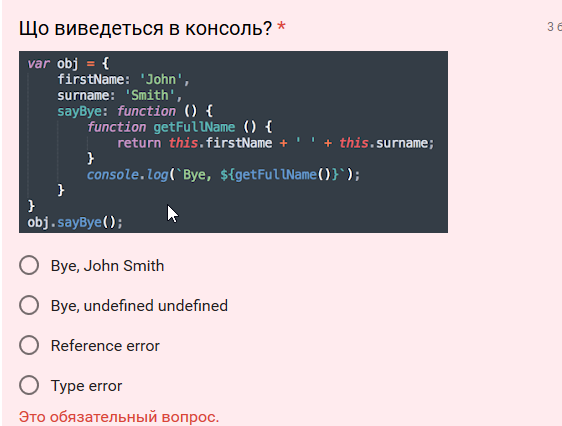 Що виведеться в консоль? *
3 б
var obj = {
firstName: 'John',
surname: 'Smith',
sayBye: function () {
function getFullName () {
return this.firstName + ' ' + this.surname;
}
console.log(`Bye, ${getFullName()}`);
}
}
obj.sayBye();
Bye, John Smith
Bye, undefined undefined
Reference error
Type error
Это обязательный вопрос.